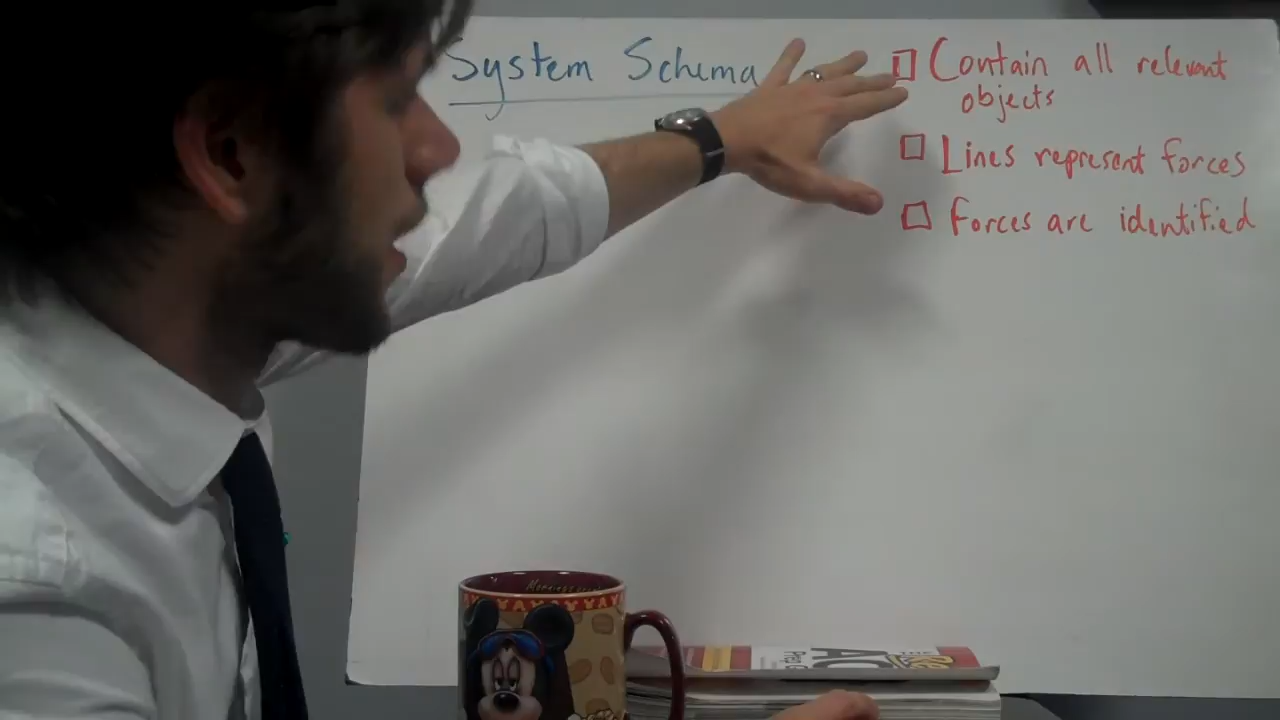 System Schema
Contain all relevant
objects
Lines represent forces
Forces are identified